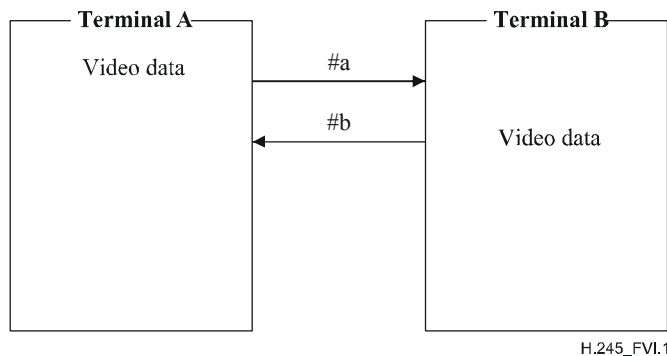 Terminal A
Terminal B
Video data
#a
#b
Video data
H.245_FVI.1